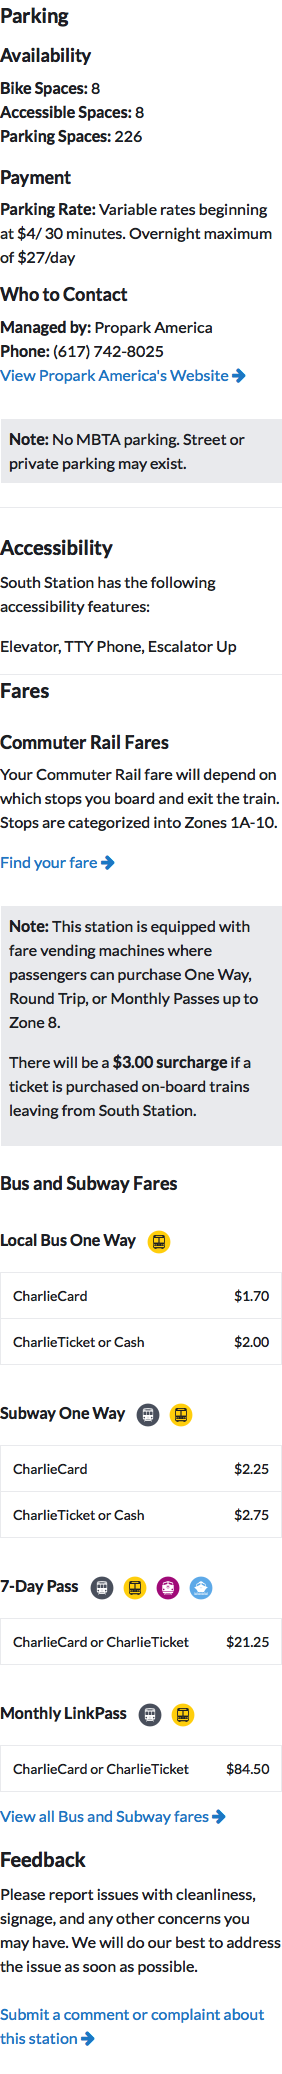 Parking
Availability
Bike Spaces: 8
Accessible Spaces: 8
Parking Spaces: 226
Payment
Parking Rate: Variable rates beginning
at $4/ 30 minutes. Overnight maximum
of $27/day
Who to Contact
Managed by: Propark America
Phone: (617) 742-8025
View Propark America's Website
Note: No MBTA parking. Street or
private parking may exist.
Accessibility
South Station has the following
accessibility features:
Elevator, TTY Phone, Escalator Up
Fares
Commuter Rail Fares
Your Commuter Rail fare will depend on
which stops you board and exit the train.
Stops are categorized into Zones 1A-10.
Find your fare
Note: This station is equipped with
fare vending machines where
passengers can purchase One Way,
Round Trip, or Monthly Passes up to
Zone 8.
There will be a $3.00 surcharge if a
ticket is purchased on-board trains
leaving from South Station.
Bus and Subway Fares
Local Bus One Way
CharlieCard $1.70
CharlieTicket or Cash $2.00
Subway One Way
CharlieCard $2.25
CharlieTicket or Cash $2.75
7-Day Pass
CharlieCard or CharlieTicket $21.25
Monthly LinkPass
CharlieCard or CharlieTicket $84.50
View all Bus and Subway fares
Feedback
Please report issues with cleanliness,
signage, and any other concerns you
may have. We will do our best to address
the issue as soon as possible.
Submit a comment or complaint about
this station